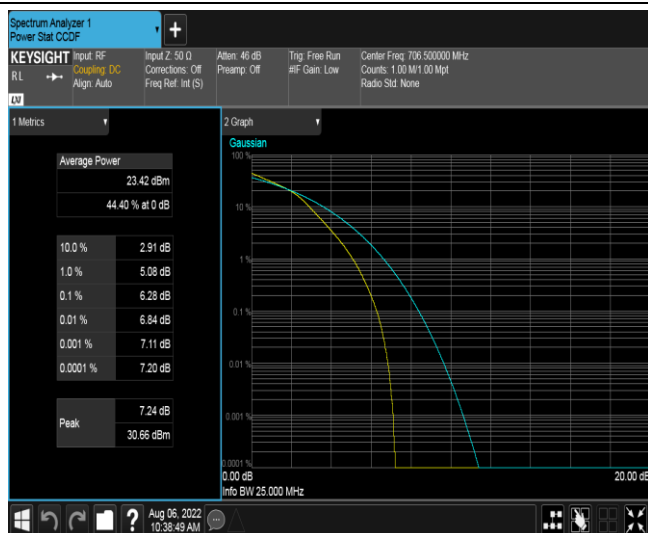 Spectrum Analyzer 1
Power Stat CCDF
KEYSIGHT
RL
LXI
Input: RF
Coupling: DC
Align: Auto
Input Z: 50 Ω
Corrections: Off
Freq Ref: Int (S)
Atten: 46 dB
Preamp: Off
Trig: Free Run
#IF Gain: Low
Center Freq: 706.500000 MHz
Counts: 1.00 M/1.00 Mpt
Radio Std: None
1 Metrics
Average Power
23.42 dBm
44.40 % at 0 dB
10.0 % 2.91 dB
1.0 % 5.08 dB
0.1 % 6.28 dB
0.01 % 6.84 dB
0.001 % 7.11 dB
0.0001 % 7.20 dB
Peak
7.24 dB
30.66 dBm
2 Graph
Gaussian
100 %
10 %
1 %
0.1 %
0.01 %
0.001 %
0.0001 %
0.00 dB
20.00 dB
Info BW 25.000 MHz
?
Aug 06, 2022
10:38:49 AM